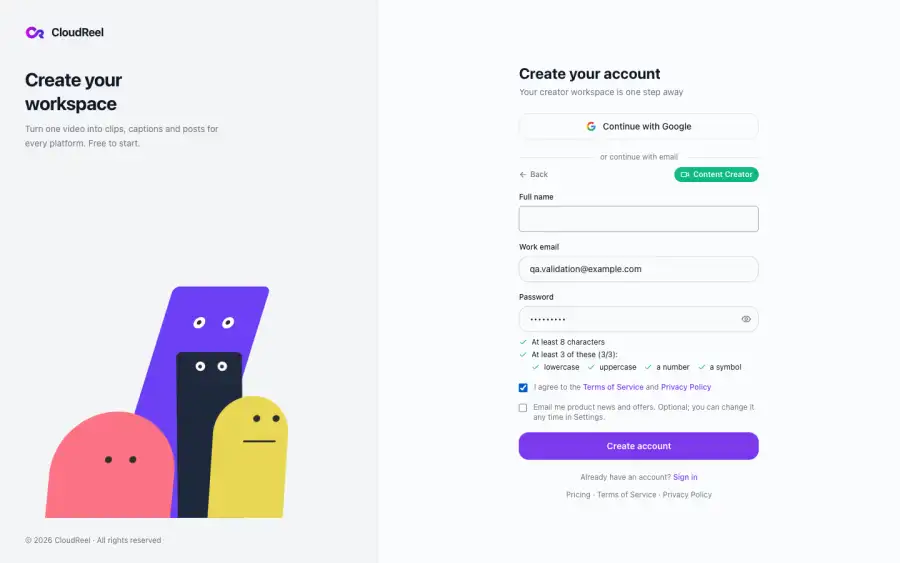 CloudReel
Create your
workspace
Turn one video into clips, captions and posts for
every platform. Free to start.
© 2026 CloudReel · All rights reserved
Create your account
Your creator workspace is one step away
Continue with Google
or continue with email
← Back
Content Creator
Full name
Work email
qa.validation@example.com
Password
•••••••••
At least 8 characters
At least 3 of these (3/3):
lowercase uppercase a number a symbol
I agree to the Terms of Service and Privacy Policy
Email me product news and offers. Optional; you can change it
any time in Settings.
Create account
Already have an account? Sign in
Pricing · Terms of Service · Privacy Policy